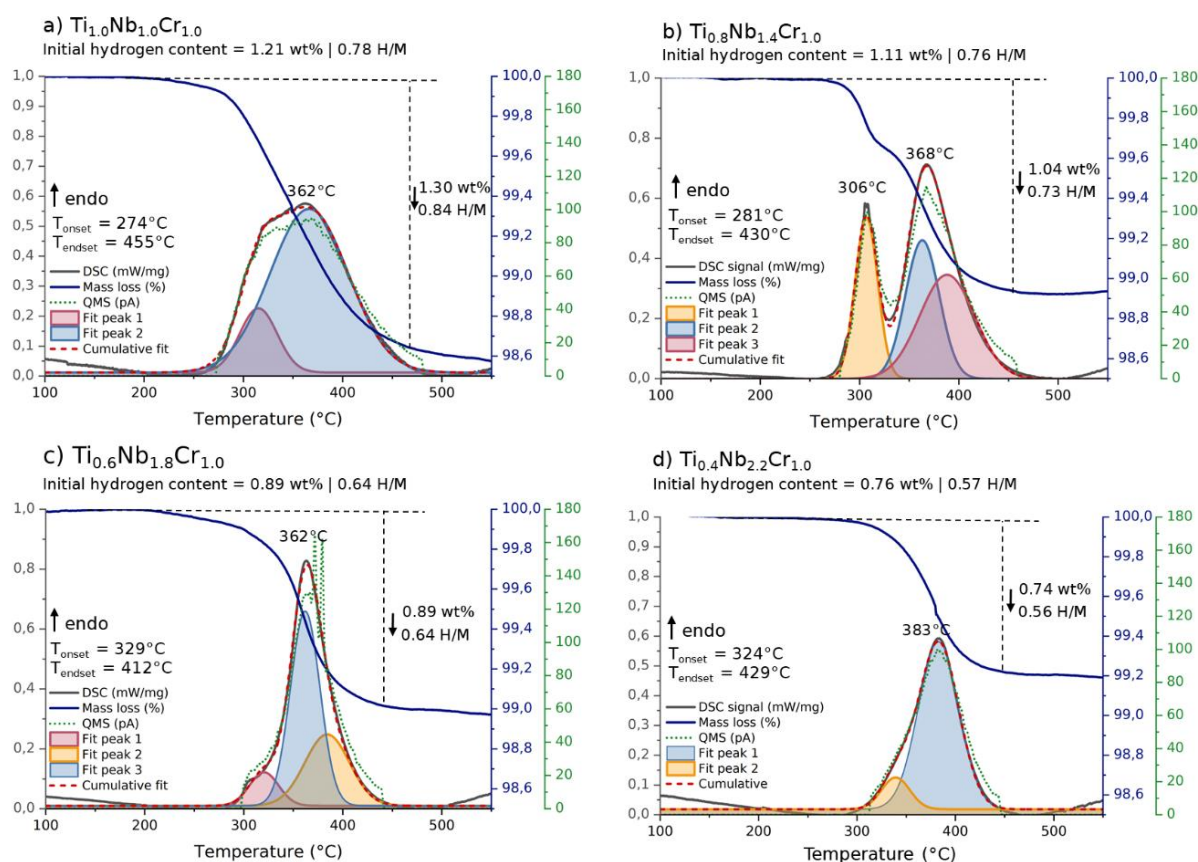 a) Ti1.0Nb1.0Cr1.0
Initial hydrogen content = 1.21 wt% | 0.78 H/M
1,0
0,9
0,8
0,7
0,6
0,5
0,4
0,3
0,2
0,1
0,0
100,0
99,8
99,6
99,4
99,2
99,0
98,8
98,6
180
160
140
120
100
80
60
40
20
0
362°C
1.30 wt%
0.84 H/M
endo
Tonset = 274°C
Tendset = 455°C
DSC (mW/mg)
Mass loss (%)
QMS (pA)
Fit peak 1
Fit peak 2
Cumulative fit
100 200 300 400 500
Temperature (°C)
b) Ti0.8Nb1.4Cr1.0
Initial hydrogen content = 1.11 wt% | 0.76 H/M
1,0
0,9
0,8
0,7
0,6
0,5
0,4
0,3
0,2
0,1
0,0
100,0
99,8
99,6
99,4
99,2
99,0
98,8
98,6
180
160
140
120
100
80
60
40
20
0
368°C
306°C
1.04 wt%
0.73 H/M
endo
Tonset = 281°C
Tendset = 430°C
DSC signal (mW/mg)
Mass loss (%)
QMS (pA)
Fit peak 1
Fit peak 2
Fit peak 3
Cumulative fit
100 200 300 400 500
Temperature (°C)
c) Ti0.6Nb1.8Cr1.0
Initial hydrogen content = 0.89 wt% | 0.64 H/M
1,0
0,8
0,6
0,4
0,2
0,0
100,0
99,8
99,6
99,4
99,2
99,0
98,8
98,6
180
160
140
120
100
80
60
40
20
0
362°C
0.89 wt%
0.64 H/M
endo
Tonset = 329°C
Tendset = 412°C
DSC (mW/mg)
Mass loss (%)
QMS (pA)
Fit peak 1
Fit peak 2
Fit peak 3
Cumulative fit
100 200 300 400 500
Temperature (°C)
d) Ti0.4Nb2.2Cr1.0
Initial hydrogen content = 0.76 wt% | 0.57 H/M
1,0
0,9
0,8
0,7
0,6
0,5
0,4
0,3
0,2
0,1
0,0
100,0
99,8
99,6
99,4
99,2
99,0
98,8
98,6
180
160
140
120
100
80
60
40
20
0
383°C
0.74 wt%
0.56 H/M
endo
Tonset = 324°C
Tendset = 429°C
DSC signal (mW/mg)
Mass loss (%)
QMS (pA)
Fit peak 1
Fit peak 2
Cumulative
100 200 300 400 500
Temperature (°C)